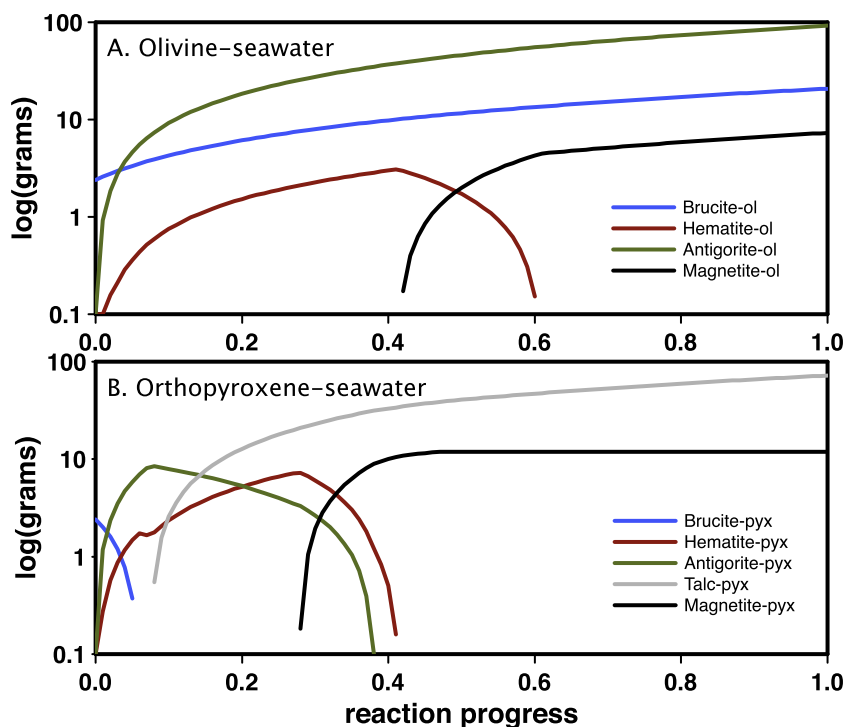 A. Olivine–seawater
log(grams)
100
10
1
0.1
Brucite-ol
Hematite-ol
Antigorite-ol
Magnetite-ol
0.0 0.2 0.4 0.6 0.8 1.0
B. Orthopyroxene–seawater
log(grams)
100
10
1
0.1
Brucite-pyx
Hematite-pyx
Antigorite-pyx
Talc-pyx
Magnetite-pyx
0.0 0.2 0.4 0.6 0.8 1.0
reaction progress